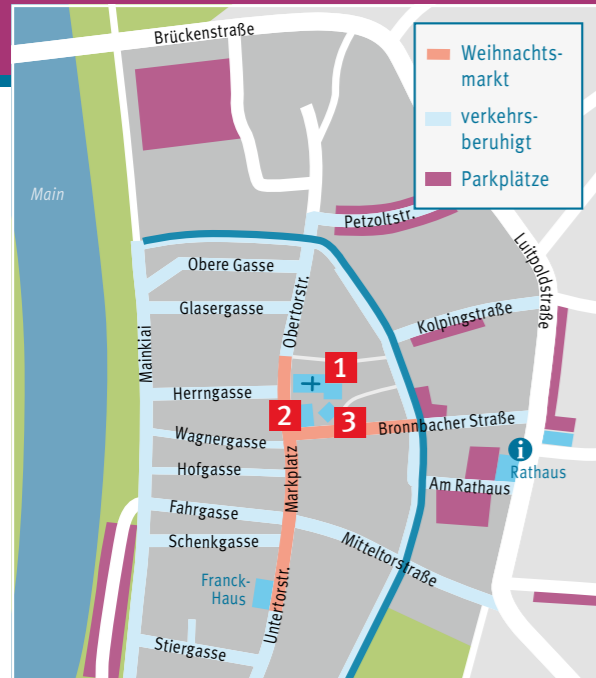 Brückenstraße
Weihnachts-
markt
verkehrs-
beruhigt
Parkplätze
Main
Petzoltstr.
Luitpoldstraße
Obere Gasse
Obertorstr.
Glasergasse
Kolpingstraße
Mainkiai
1
Herrngasse
2
3
Bronnbacher Straße
Wagnergasse
i
Rathaus
Markplatz
Hofgasse
Am Rathaus
Fahrgasse
Schenkgasse
Mitteltorstraße
Franck-
Haus
Untertorstr.
Stiergasse